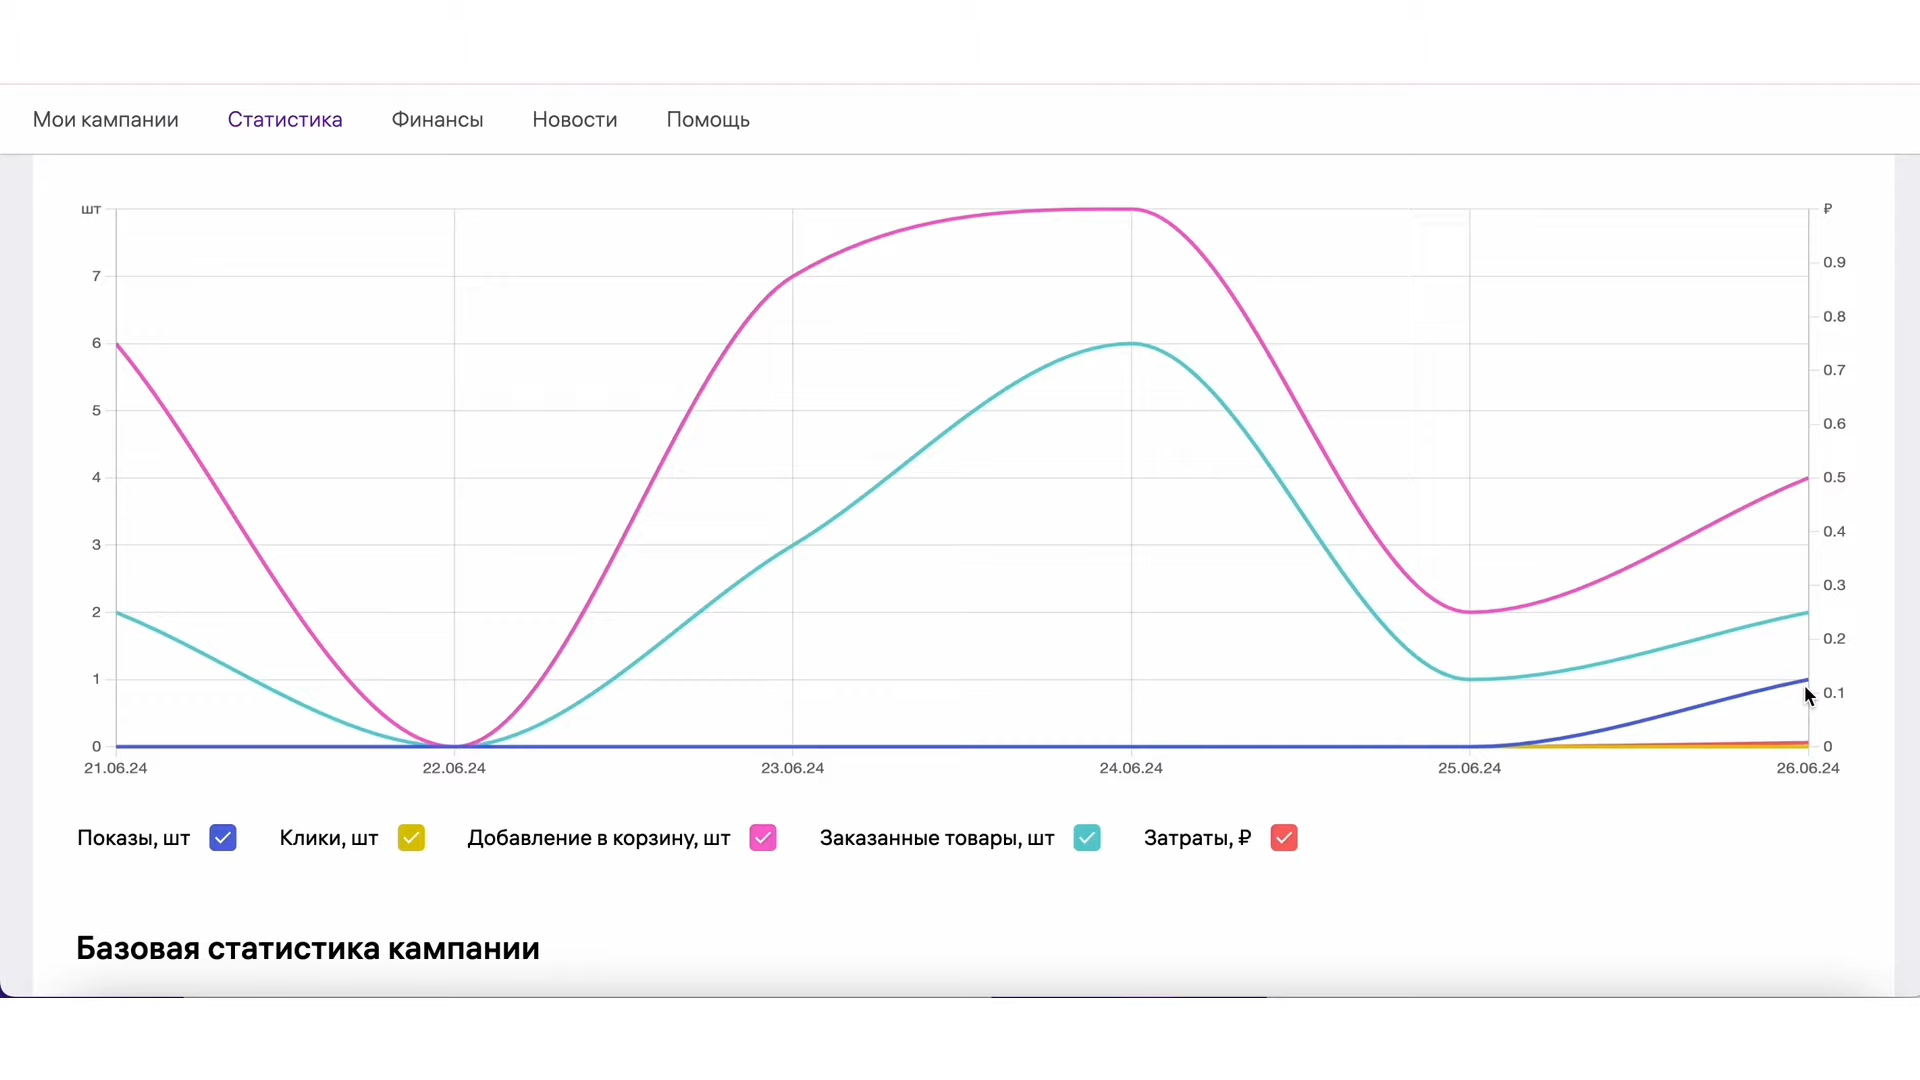 Мои кампании Статистика Финансы Новости Помощь
шт ₽
7 0.9
0.8
6 0.7
5 0.6
4 0.5
0.4
3 0.3
2 0.2
1 0.1
0 0
21.06.24 22.06.24 23.06.24 24.06.24 25.06.24 26.06.24
Показы, шт Клики, шт Добавление в корзину, шт Заказанные товары, шт Затраты, ₽
Базовая статистика кампании